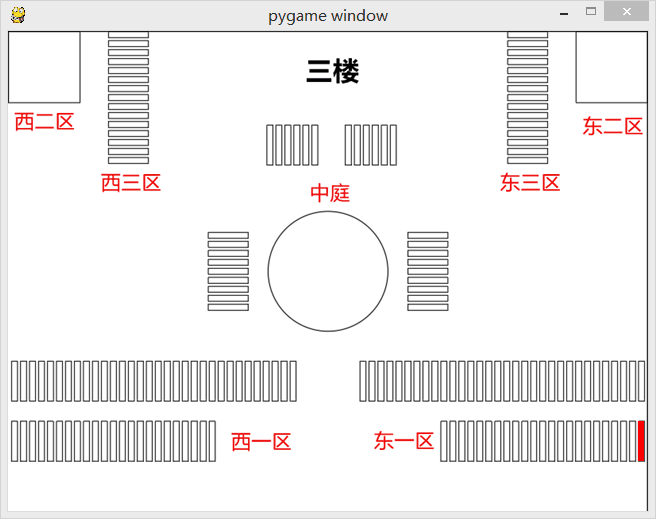 pygame window
三楼
西二区
东二区
西三区
中庭
东三区
西一区
东一区